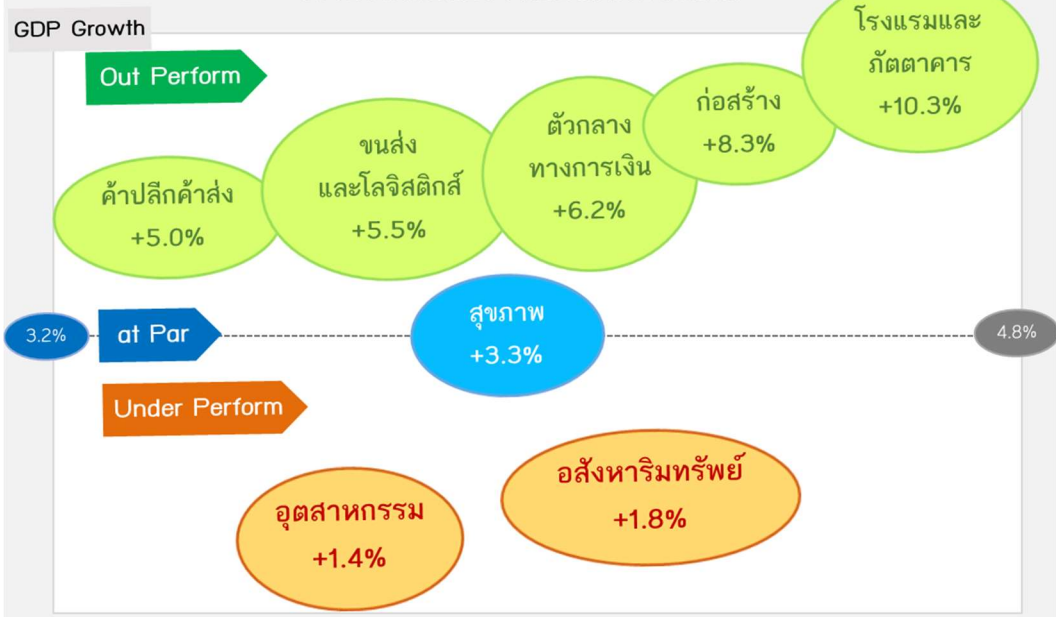 GDP Growth
Out Perform
ค้าปลีกค้าส่ง
+5.0%
ขนส่ง
และโลจิสติกส์
+5.5%
ตัวกลาง
ทางการเงิน
+6.2%
ก่อสร้าง
+8.3%
โรงแรมและ
ภัตตาคาร
+10.3%
3.2%
at Par
สุขภาพ
+3.3%
4.8%
Under Perform
อุตสาหกรรม
+1.4%
อสังหาริมทรัพย์
+1.8%